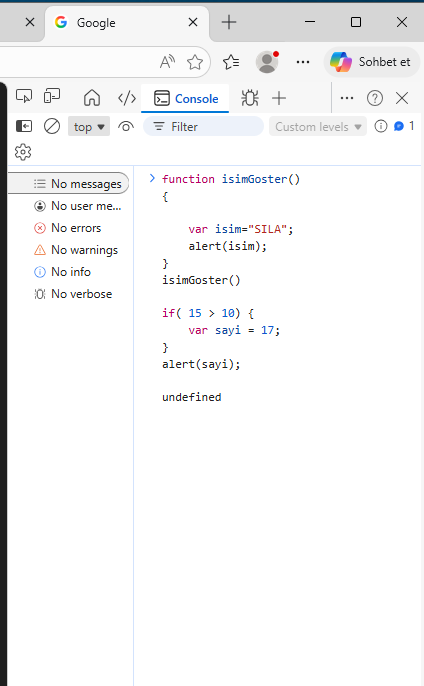 Google
Sohbet et
Console
top
Filter
Custom levels
1
No messages
No user me...
No errors
No warnings
No info
No verbose
function isimGoster()
{
var isim="SILA";
alert(isim);
}
isimGoster()
if( 15 > 10) {
var sayi = 17;
}
alert(sayi);
undefined